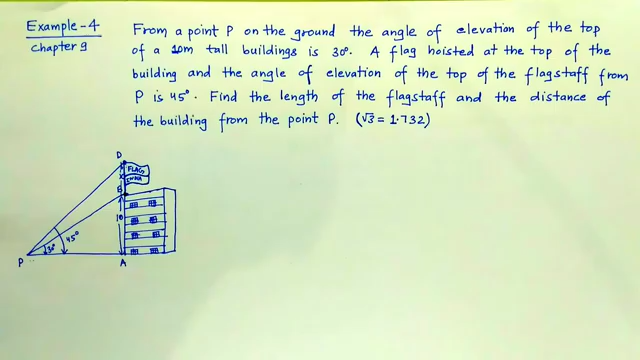 Example-4
Chapter 9
From a point P on the ground the angle of elevation of the top
of a 10m tall buildings is 30°. A flag hoisted at the top of the
building and the angle of elevation of the top of the flagstaff from
P is 45°. Find the length of the flagstaff and the distance of
the building from the point P. (√3 = 1.732)
D
FLAG
x
B
10
45°
30°
P
A